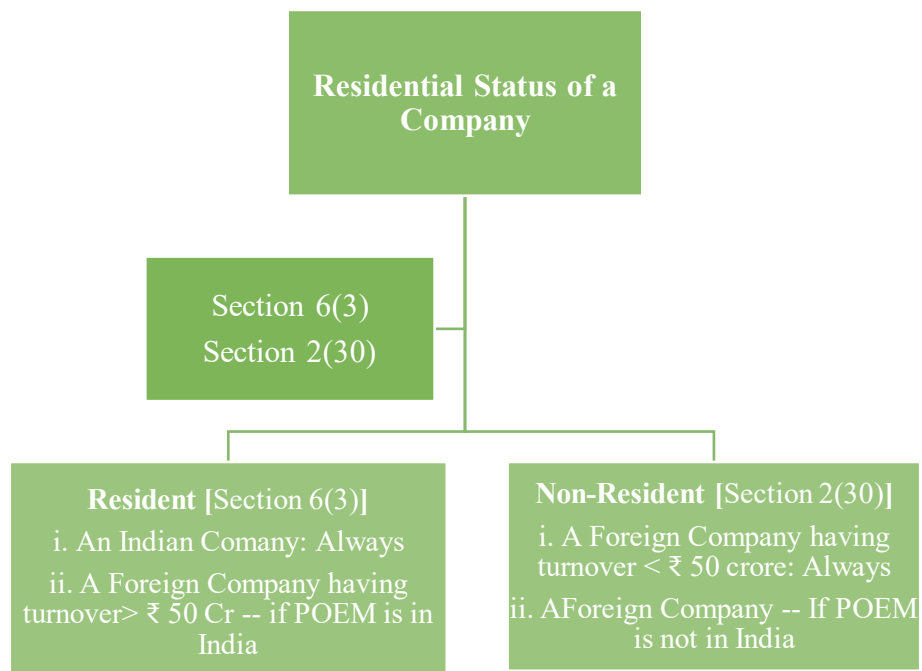 Residential Status of a
Company
Section 6(3)
Section 2(30)
Resident [Section 6(3)]
i. An Indian Comany: Always
ii. A Foreign Company having
turnover> ₹ 50 Cr -- if POEM is in
India
Non-Resident [Section 2(30)]
i. A Foreign Company having
turnover < ₹ 50 crore: Always
ii. AForeign Company -- If POEM
is not in India